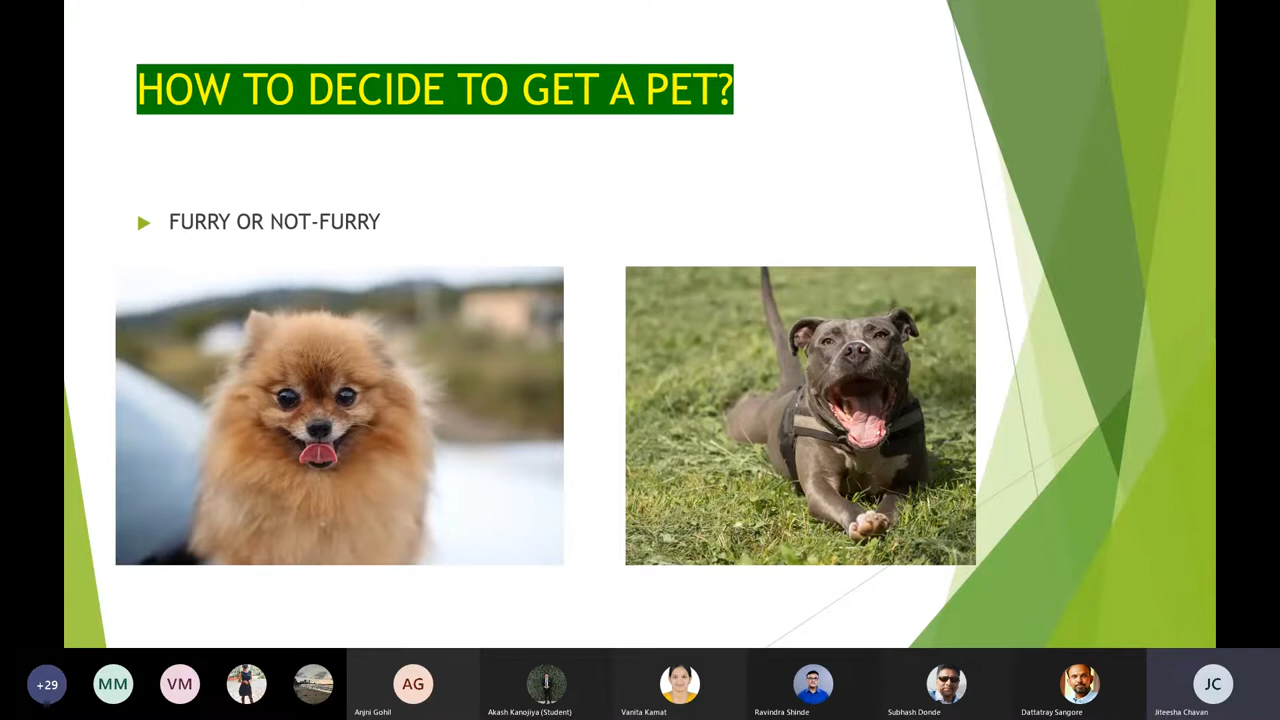 HOW TO DECIDE TO GET A PET?
FURRY OR NOT-FURRY
+29
MM
VM
AG
JC
Anjni Gohil
Akash Kanojiya (Student)
Vanita Kamat
Ravindra Shinde
Subhash Donde
Dattatray Sangore
Jiteesha Chavan